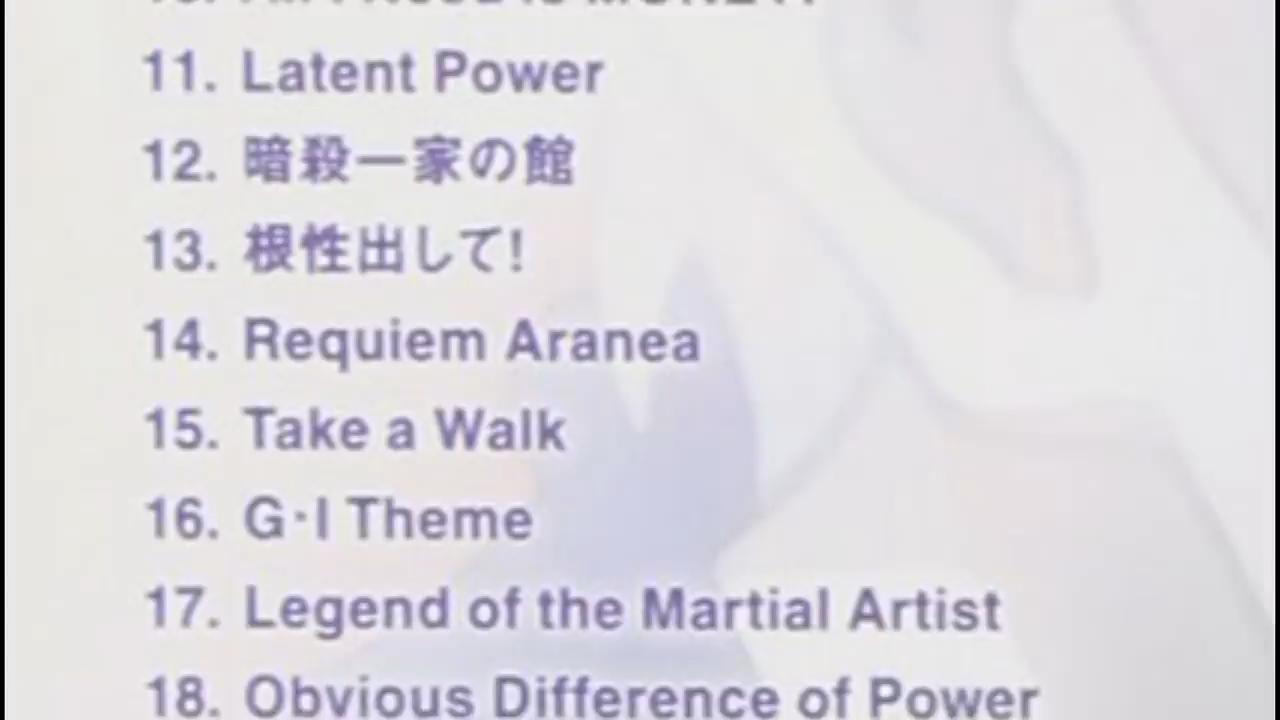 11. Latent Power
12. 暗殺一家の館
13. 根性出して!
14. Requiem Aranea
15. Take a Walk
16. G·I Theme
17. Legend of the Martial Artist
18. Obvious Difference of Power